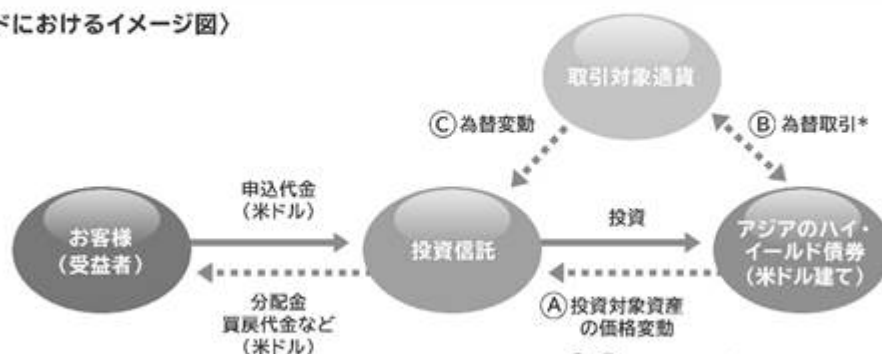 ドにおけるイメージ図〉
取引対象通貨
Ⓒ為替変動
Ⓑ為替取引*
申込代金
(米ドル)
投資
お客様
(受益者)
投資信託
アジアのハイ・
イールド債券
(米ドル建て)
分配金
買戻代金など
(米ドル)
Ⓐ投資対象資産
の価格変動